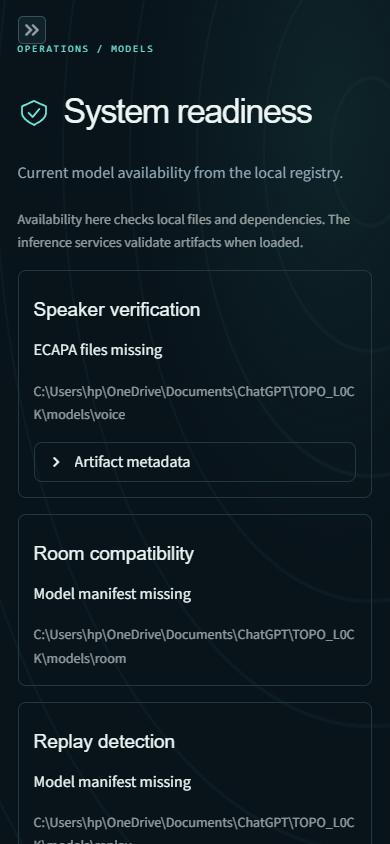 OPERATIONS / MODELS
System readiness
Current model availability from the local registry.
Availability here checks local files and dependencies. The
inference services validate artifacts when loaded.
Speaker verification
ECAPA files missing
C:\Users\hp\OneDrive\Documents\ChatGPT\TOPO_L0C
K\models\voice
Artifact metadata
Room compatibility
Model manifest missing
C:\Users\hp\OneDrive\Documents\ChatGPT\TOPO_L0C
K\models\room
Replay detection
Model manifest missing
C:\Users\hp\OneDrive\Documents\ChatGPT\TOPO_L0C
K\models\replay